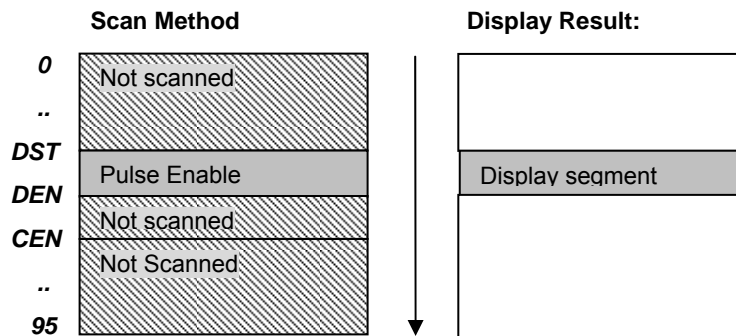 Scan Method
Display Result:
0
Not scanned
..
DST
Pulse Enable
Display segment
DEN
Not scanned
CEN
Not Scanned
..
95